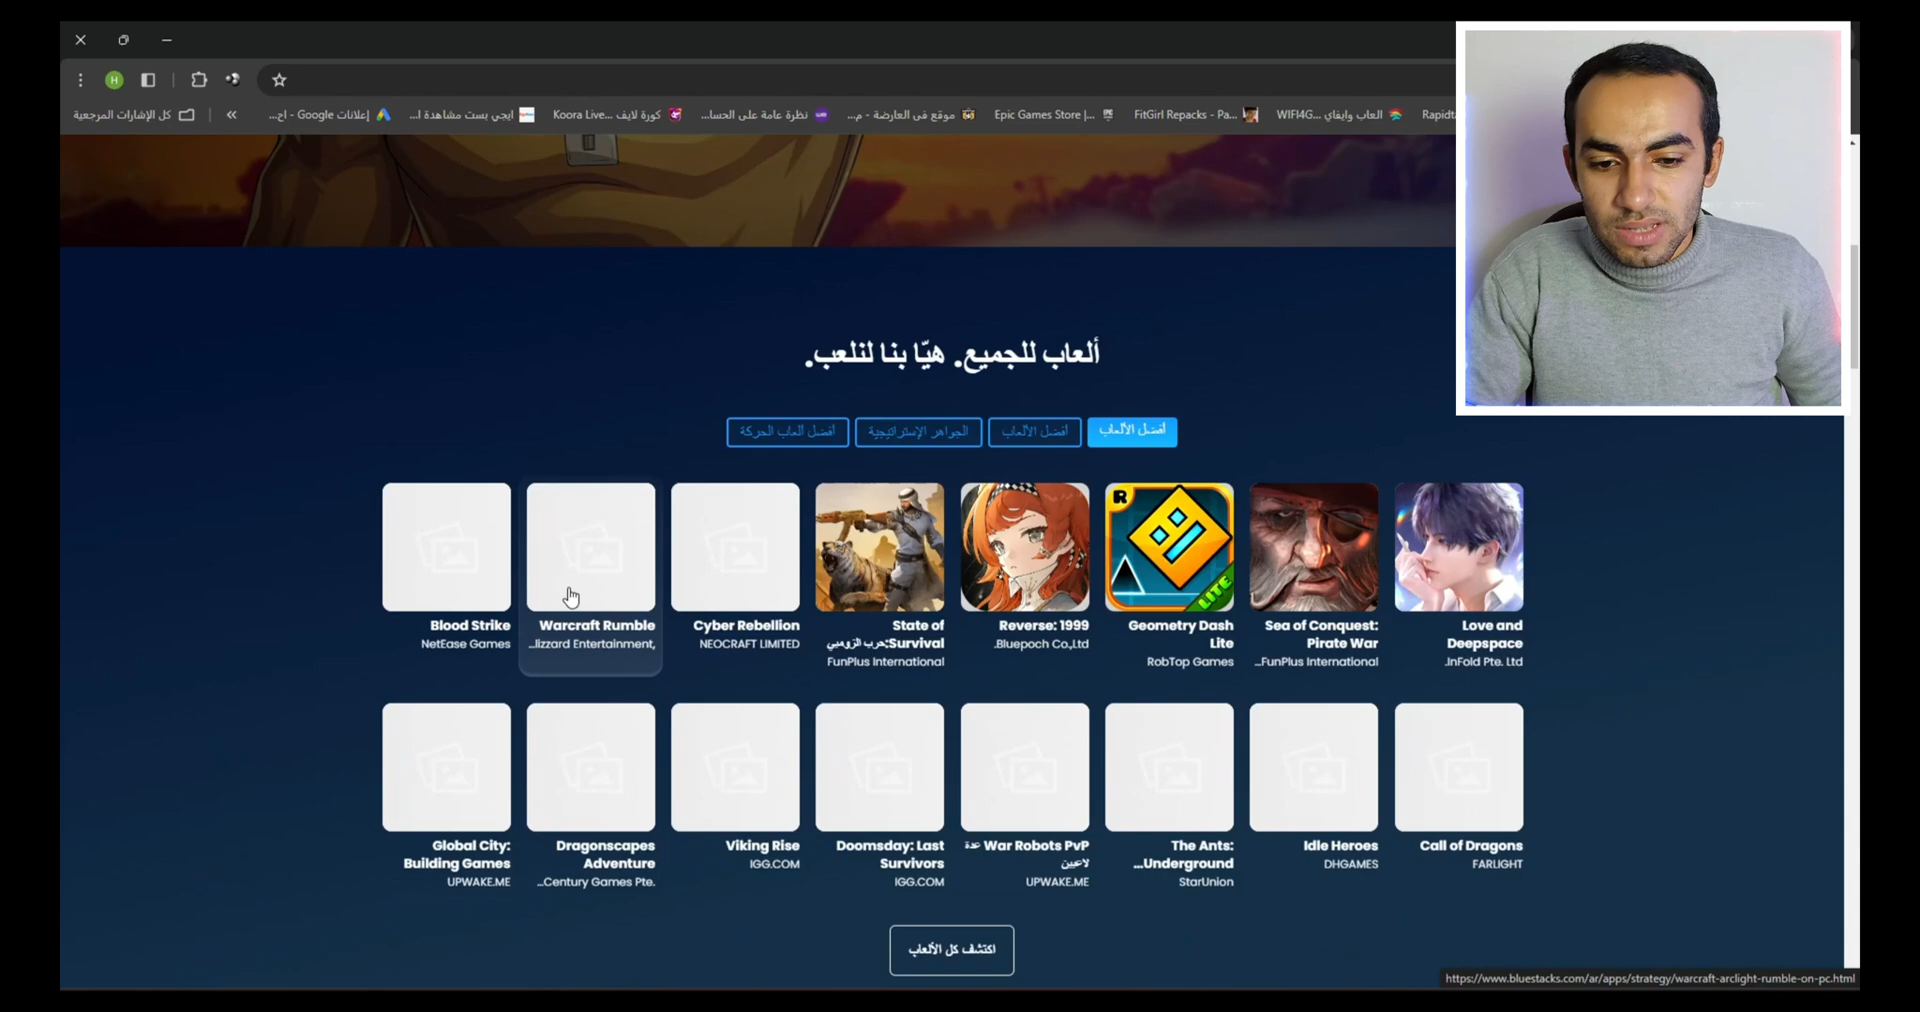 كل الإشارات المرجعية
إعلانات Google - اح...
ايجي بست مشاهدة ا...
Koora Live... كورة لايف
نظرة عامة على الحسا...
موقع فى العارضة - م...
Epic Games Store |...
FitGirl Repacks - Pa...
WIFI4G... العاب وايفاي
H
ألعاب للجميع. هيّا بنا لنلعب.
أفضل الألعاب
أفضل الألعاب
الجواهر الإستراتيجية
أفضل ألعاب الحركة
R
LITE
Blood Strike
NetEase Games
Warcraft Rumble
...lizzard Entertainment,
Cyber Rebellion
NEOCRAFT LIMITED
State of
Survival:حرب الزومبي
FunPlus International
Reverse: 1999
.Bluepoch Co.,Ltd
Geometry Dash
Lite
RobTop Games
Sea of Conquest:
Pirate War
...FunPlus International
Love and
Deepspace
.InFold Pte. Ltd
Global City:
Building Games
UPWAKE.ME
Dragonscapes
Adventure
...Century Games Pte.
Viking Rise
IGG.COM
Doomsday: Last
Survivors
IGG.COM
War Robots PvP عدة
لاعبين
UPWAKE.ME
The Ants:
...Underground
StarUnion
Idle Heroes
DHGAMES
Call of Dragons
FARLIGHT
اكتشف كل الألعاب
https://www.bluestacks.com/ar/apps/strategy/warcraft-arclight-rumble-on-pc.html